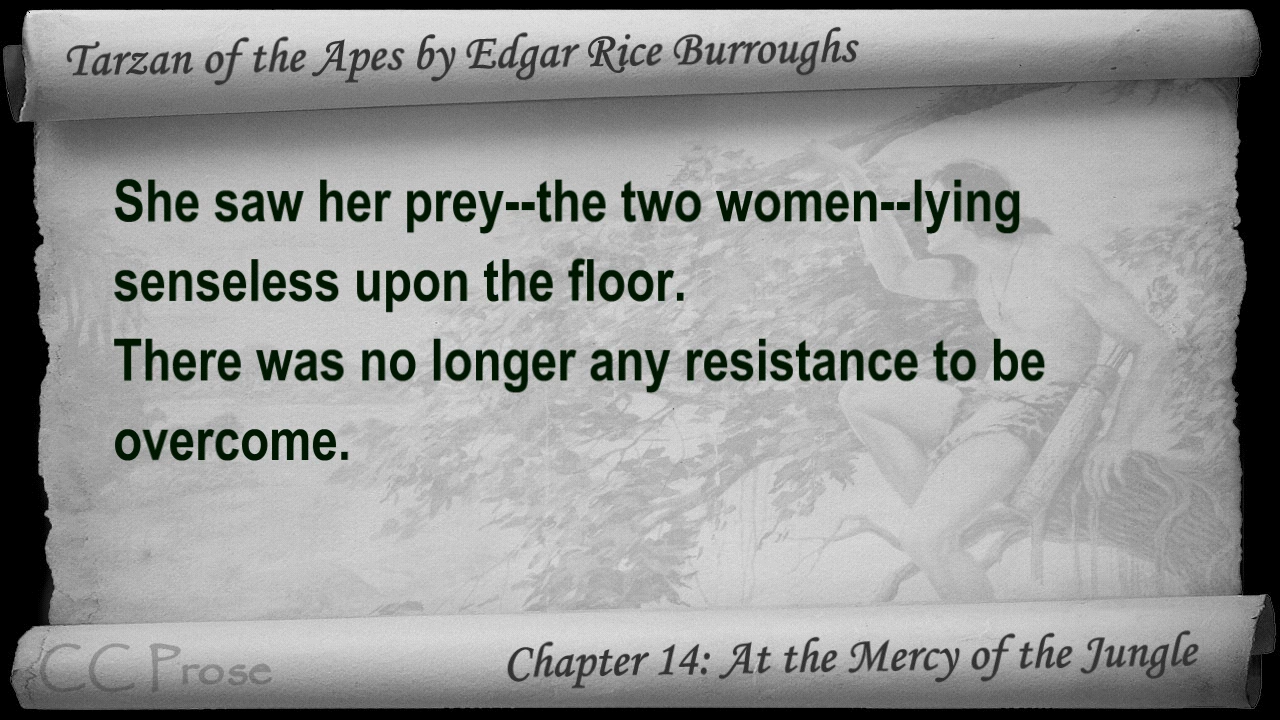 Tarzan of the Apes by Edgar Rice Burroughs
She saw her prey--the two women--lying
senseless upon the floor.
There was no longer any resistance to be
overcome.
CC Prose
Chapter 14: At the Mercy of the Jungle